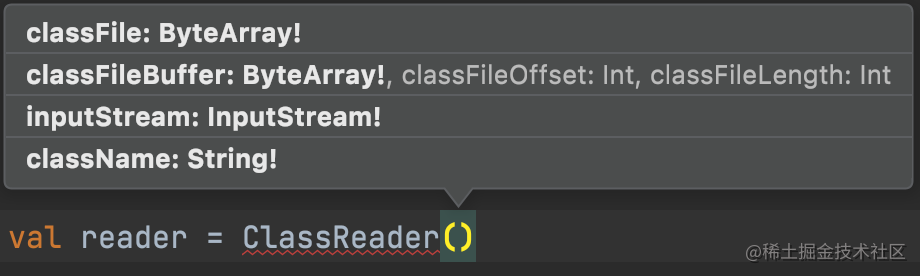 classFile: ByteArray!
classFileBuffer: ByteArray!, classFileOffset: Int, classFileLength: Int
inputStream: InputStream!
className: String!
val reader = ClassReader()
@稀土掘金技术社区